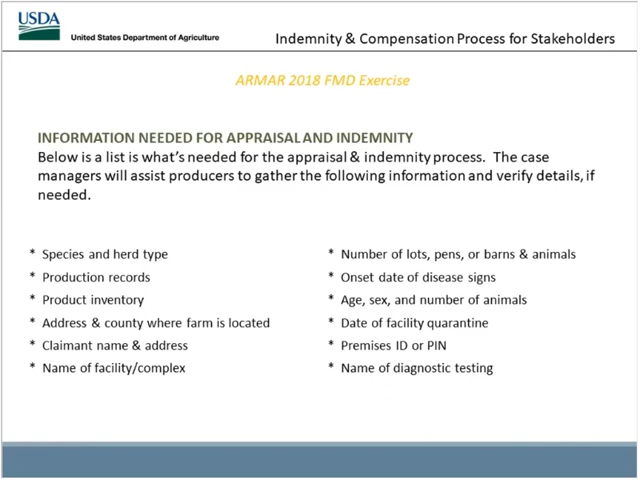 USDA
United States Department of Agriculture
Indemnity & Compensation Process for Stakeholders
ARMAR 2018 FMD Exercise
INFORMATION NEEDED FOR APPRAISAL AND INDEMNITY
Below is a list is what's needed for the appraisal & indemnity process. The case
managers will assist producers to gather the following information and verify details, if
needed.
* Species and herd type
* Production records
* Product inventory
* Address & county where farm is located
* Claimant name & address
* Name of facility/complex
* Number of lots, pens, or barns & animals
* Onset date of disease signs
* Age, sex, and number of animals
* Date of facility quarantine
* Premises ID or PIN
* Name of diagnostic testing